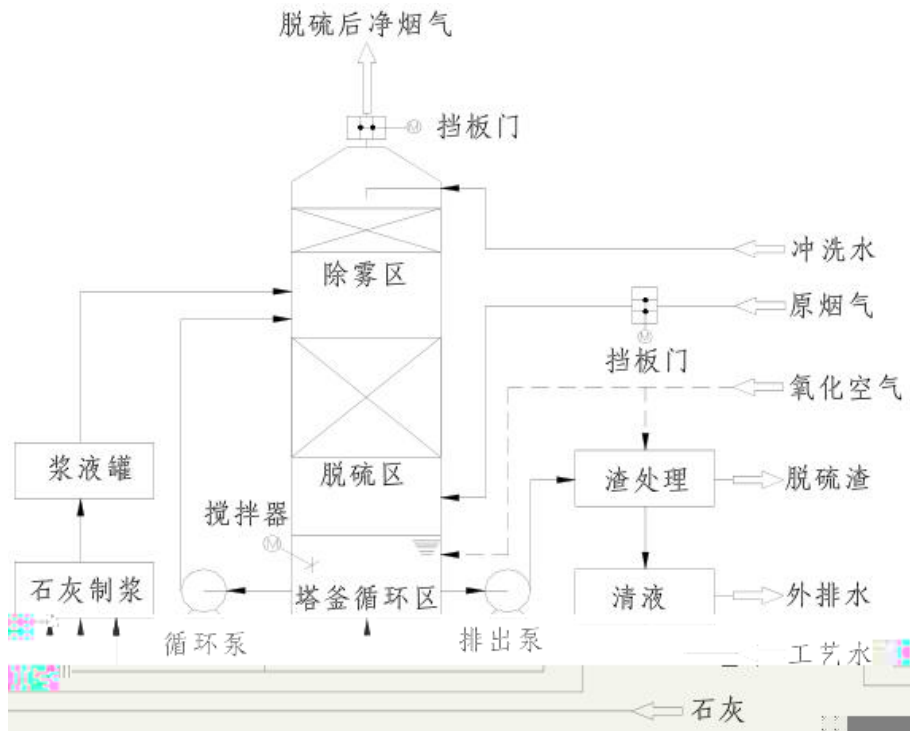 脱硫后净烟气
M
挡板门
冲洗水
除雾区
原烟气
M
挡板门
氧化空气
浆液罐
脱硫区
渣处理
脱硫渣
搅拌器
M
石灰制浆
塔釜循环区
清液
外排水
循环泵
排出泵
工艺水
石灰